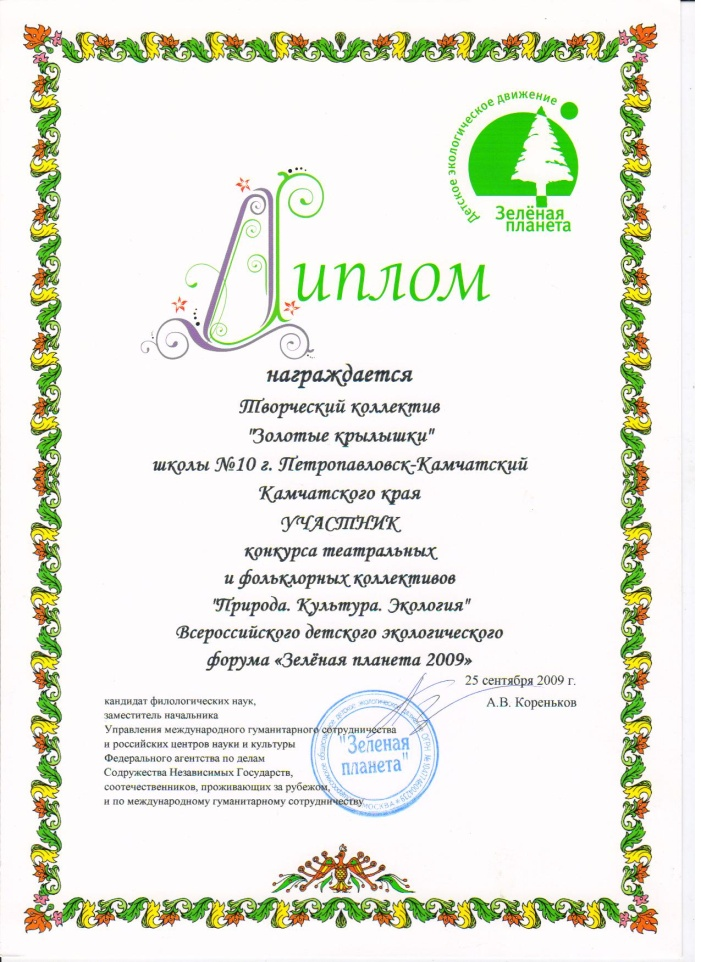 Детское экологическое движение
Зелёная
планета
Диплом
награждается
Творческий коллектив
"Золотые крылышки"
школы №10 г. Петропавловск-Камчатский
Камчатского края
УЧАСТНИК
конкурса театральных
и фольклорных коллективов
"Природа. Культура. Экология"
Всероссийского детского экологического
форума «Зелёная планета 2009»
25 сентября 2009 г.
А.В. Кореньков
кандидат филологических наук,
заместитель начальника
Управления международного гуманитарного сотрудничества
и российских центров науки и культуры
Федерального агентства по делам
Содружества Независимых Государств,
соотечественников, проживающих за рубежом,
и по международному гуманитарному сотрудничеству
"Зеленая
планета"
МОСКВА